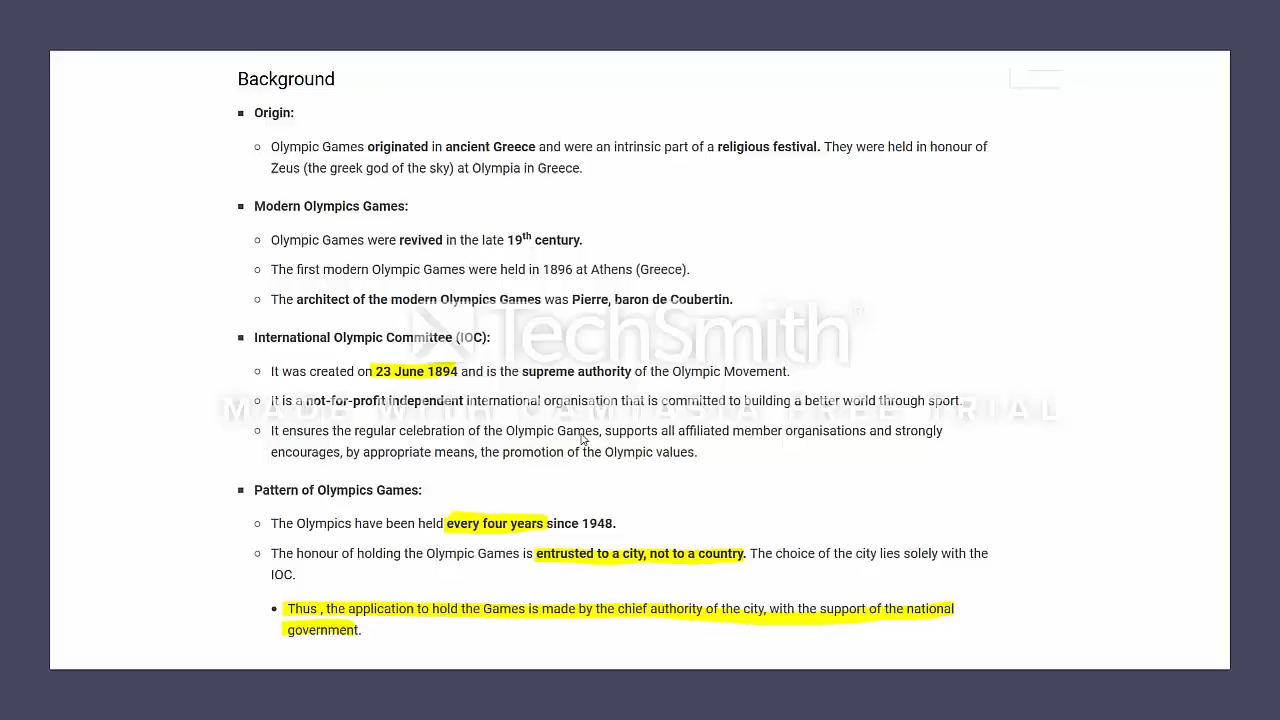 Background
Origin:
Olympic Games originated in ancient Greece and were an intrinsic part of a religious festival. They were held in honour of
Zeus (the greek god of the sky) at Olympia in Greece.
Modern Olympics Games:
Olympic Games were revived in the late 19th century.
The first modern Olympic Games were held in 1896 at Athens (Greece).
The architect of the modern Olympics Games was Pierre, baron de Coubertin.
TechSmith
International Olympic Committee (IOC):
It was created on 23 June 1894 and is the supreme authority of the Olympic Movement.
It is a not-for-profit independent international organisation that is committed to building a better world through sport.
MADE WITH CAMTASIA FREE TRIAL
It ensures the regular celebration of the Olympic Games, supports all affiliated member organisations and strongly
encourages, by appropriate means, the promotion of the Olympic values.
Pattern of Olympics Games:
The Olympics have been held every four years since 1948.
The honour of holding the Olympic Games is entrusted to a city, not to a country. The choice of the city lies solely with the
IOC.
Thus , the application to hold the Games is made by the chief authority of the city, with the support of the national
government.